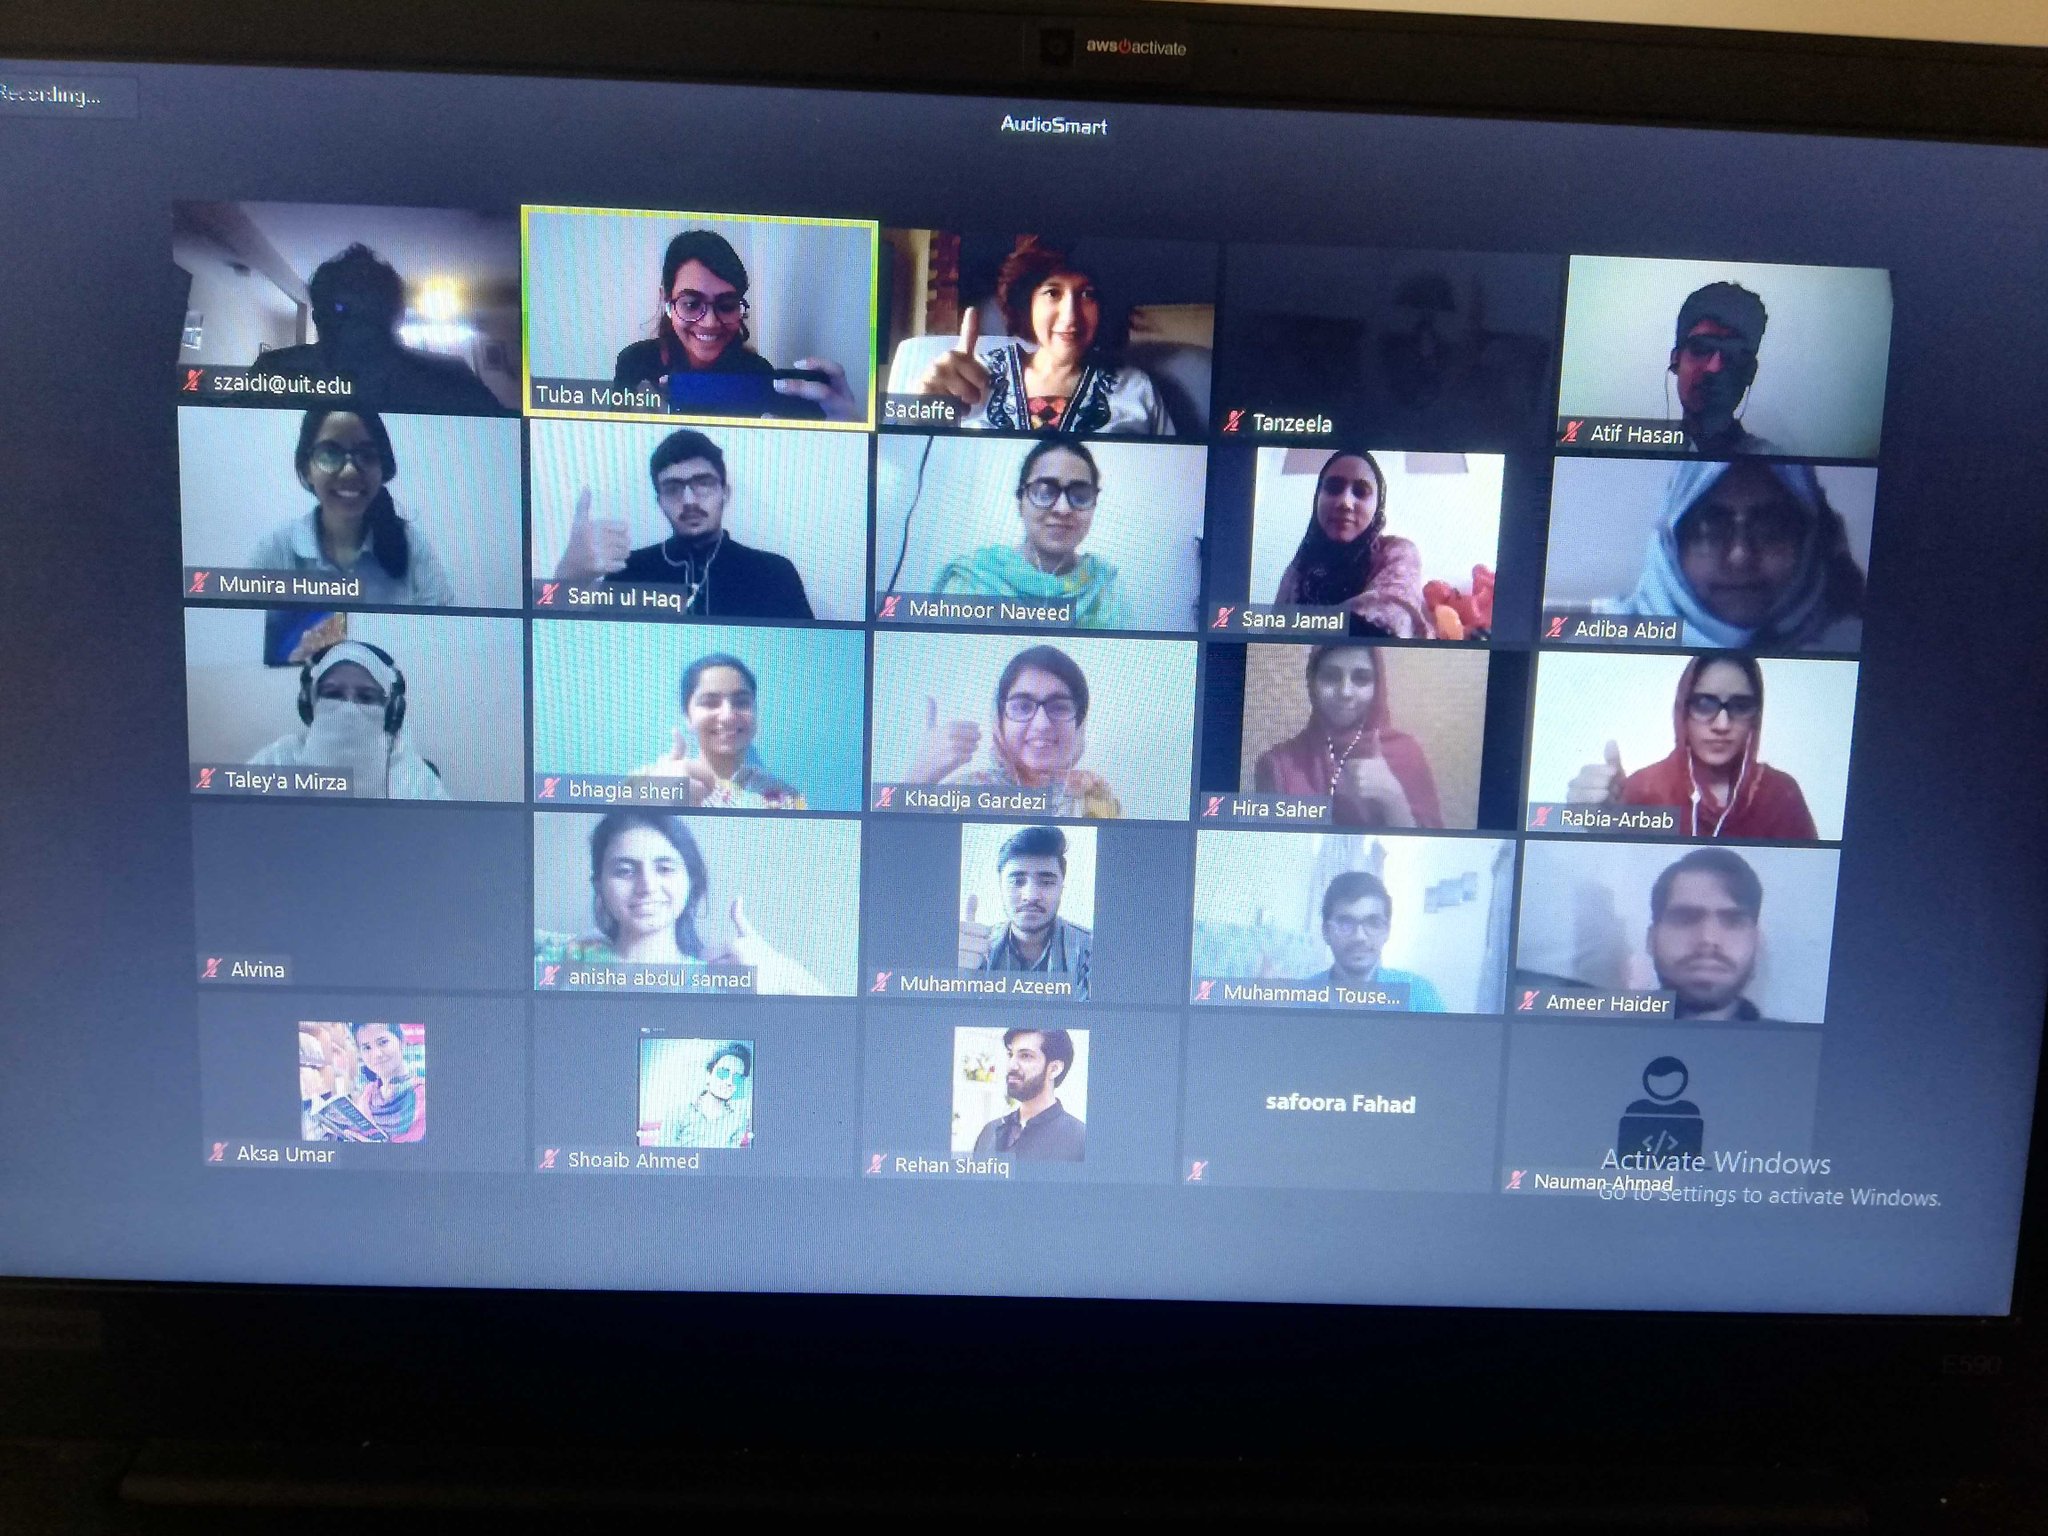 aws activate
Recording...
AudioSmart
szaidi@uit.edu
Tuba Mohsin
Sadaffe
Tanzeela
Atif Hasan
Munira Hunaid
Sami ul Haq
Mahnoor Naveed
Sana Jamal
Adiba Abid
Taley'a Mirza
bhagia sheri
Khadija Gardezi
Hira Saher
Rabia-Arbab
Alvina
anisha abdul samad
Muhammad Azeem
Muhammad Touse...
Ameer Haider
Aksa Umar
Shoaib Ahmed
Rehan Shafiq
safoora Fahad
</>
Nauman Ahmad
Activate Windows
Go to Settings to activate Windows.
E590